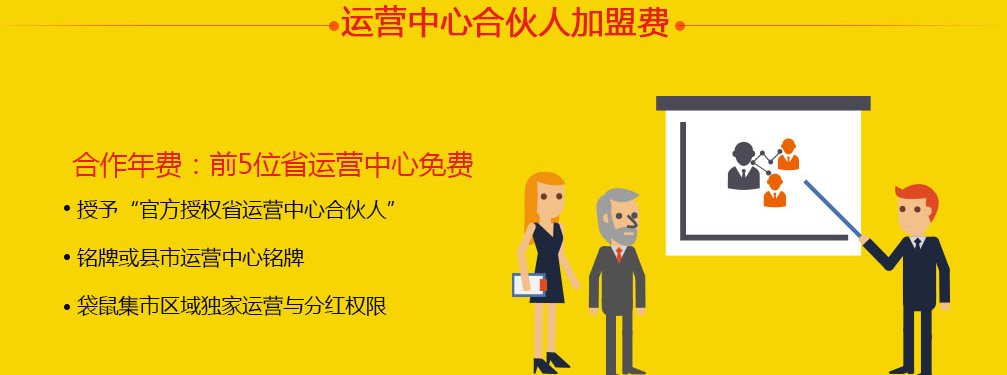 运营中心合伙人加盟费
合作年费：前5位省运营中心免费
• 授予“官方授权省运营中心合伙人”
• 铭牌或县市运营中心铭牌
• 袋鼠集市区域独家运营与分红权限